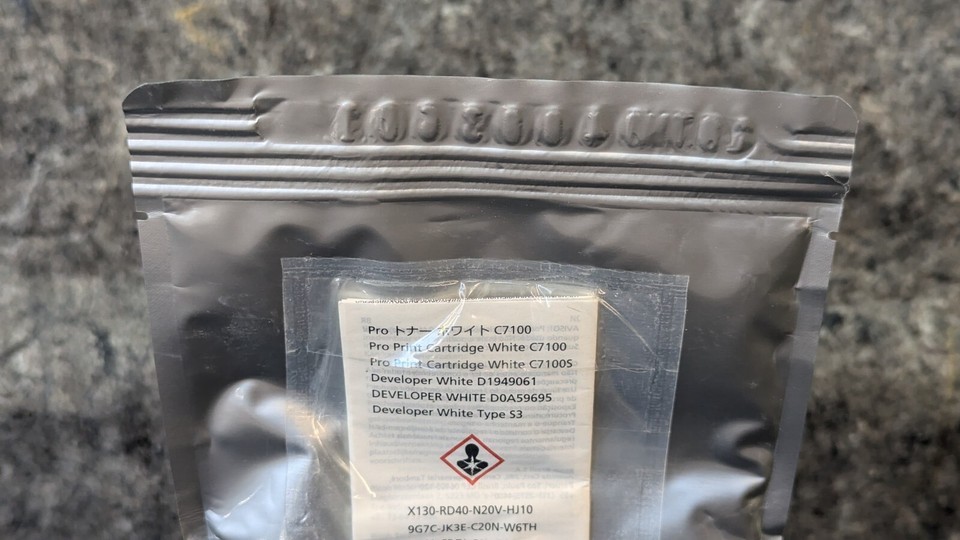 Pro トナー ホワイト C7100
Pro Print Cartridge White C7100
Pro Print Cartridge White C7100S
Developer White D1949061
DEVELOPER WHITE D0A59695
Developer White Type S3
X130-RD40-N20V-HJ10
9G7C-JK3E-C20N-W6TH